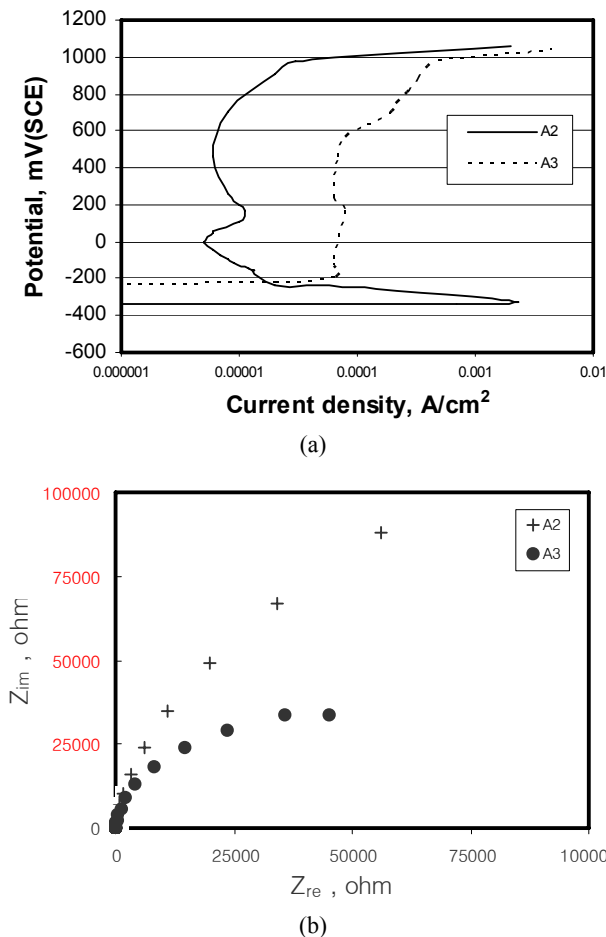 1200
1000
800
600
400
200
0
-200
-400
-600
Potential, mV(SCE)
A2
A3
0.000001 0.00001 0.0001 0.001 0.01
Current density, A/cm²
(a)
100000
75000
50000
25000
0
Zim , ohm
A2
A3
0 25000 50000 75000 10000
Zre , ohm
(b)